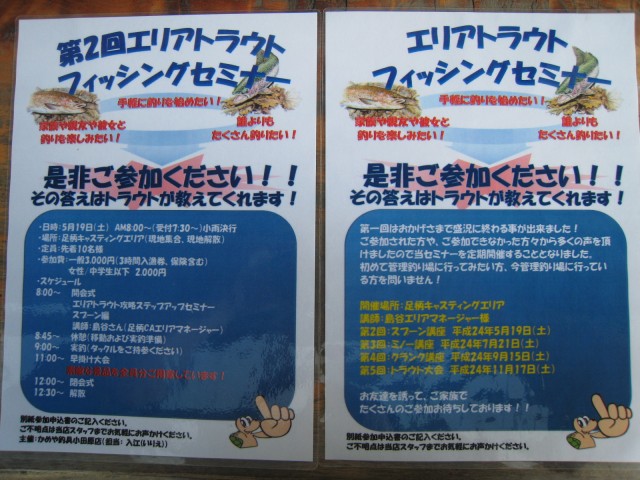 第2回エリアトラウト
フィッシングセミナー
手軽に釣りを始めたい!
家族や親友や彼女と
釣りを楽しみたい!
誰よりも
たくさん釣りたい!
是非ご参加ください!!
その答えはトラウトが教えてくれます!
・日時:5月19日(土) AM8:00~(受付7:30~)小雨決行
・場所:足柄キャスティングエリア(現地集合、現地解散)
・定員:先着10名様
・参加費:一般3,000円(3時間入漁券、保険含む)
女性/中学生以下 2,000円
・スケジュール
8:00~ 開会式
エリアトラウト攻略ステップアップセミナー
スプーン編
講師:島谷さん(足柄CAエリアマネージャー)
8:45~ 休憩(移動および実釣準備)
9:00~ 実釣(タックルをご持参ください)
11:00~ 早掛け大会
12:00~ 閉会式
12:30~ 解散
別紙参加申込書のご記入ください。
ご不明点は当店スタッフまでお気軽にお声かけください。
主催:かめや釣具小田原店(担当:入江(いりえ))
エリアトラウト
フィッシングセミナー
手軽に釣りを始めたい!
家族や親友や彼女と
釣りを楽しみたい!
誰よりも
たくさん釣りたい!
是非ご参加ください!!
その答えはトラウトが教えてくれます!
第一回はおかげさまで盛況に終わる事が出来ました!
ご参加された方や、ご参加できなかった方々から多くの声を頂
けましたので当セミナーを定期開催することとなりました。
初めて管理釣り場に行ってみたい方、今管理釣り場に行ってい
る方を問いません!
開催場所:足柄キャスティングエリア
講師:島谷エリアマネージャー様
第2回:スプーン講座 平成24年5月19日(土)
第3回:ミノー講座 平成24年7月21日(土)
第4回:クランク講座 平成24年9月15日(土)
第5回:トラウト大会 平成24年11月17日(土)
お友達を誘って、ご家族で
たくさんのご参加お待ちしております!!
別紙参加申込書のご記入ください。
ご不明点は当店スタッフまでお気軽にお声かけください。